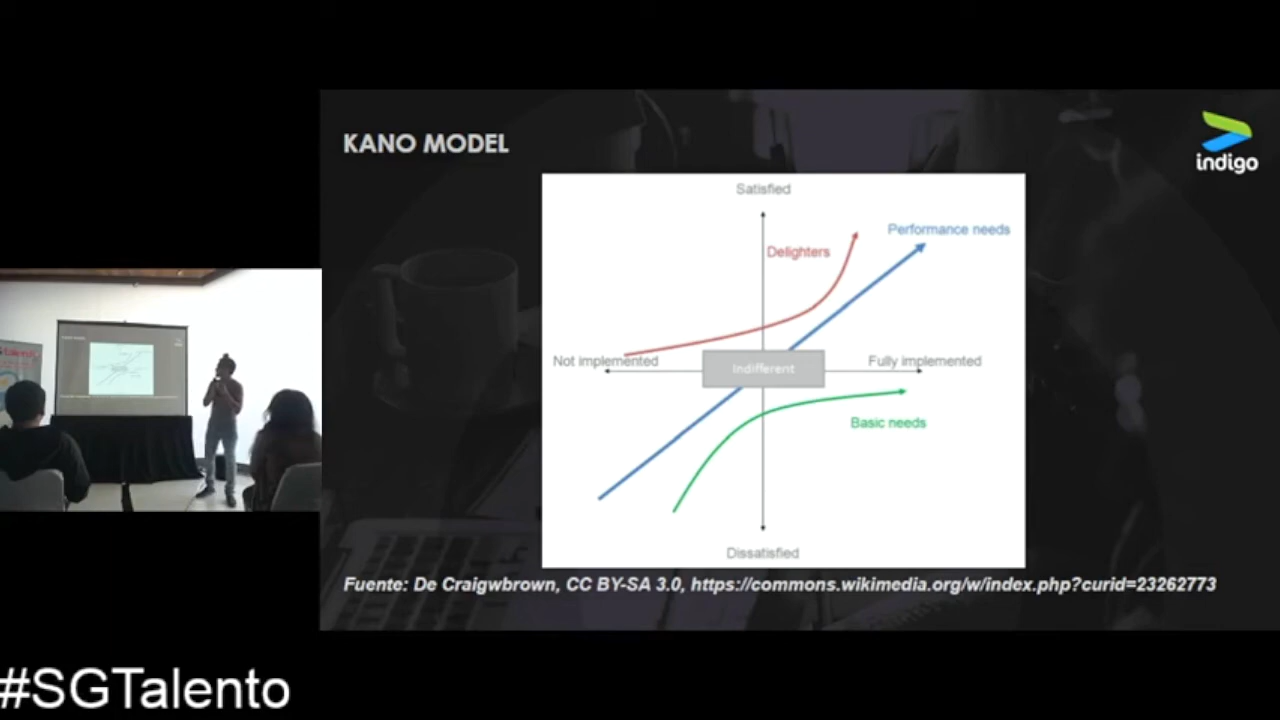 KANO MODEL
indigo
Satisfied
Performance needs
Delighters
Not implemented
Fully implemented
Indifferent
Basic needs
Dissatisfied
Fuente: De Craigwbrown, CC BY-SA 3.0, https://commons.wikimedia.org/w/index.php?curid=23262773
#SGTalento